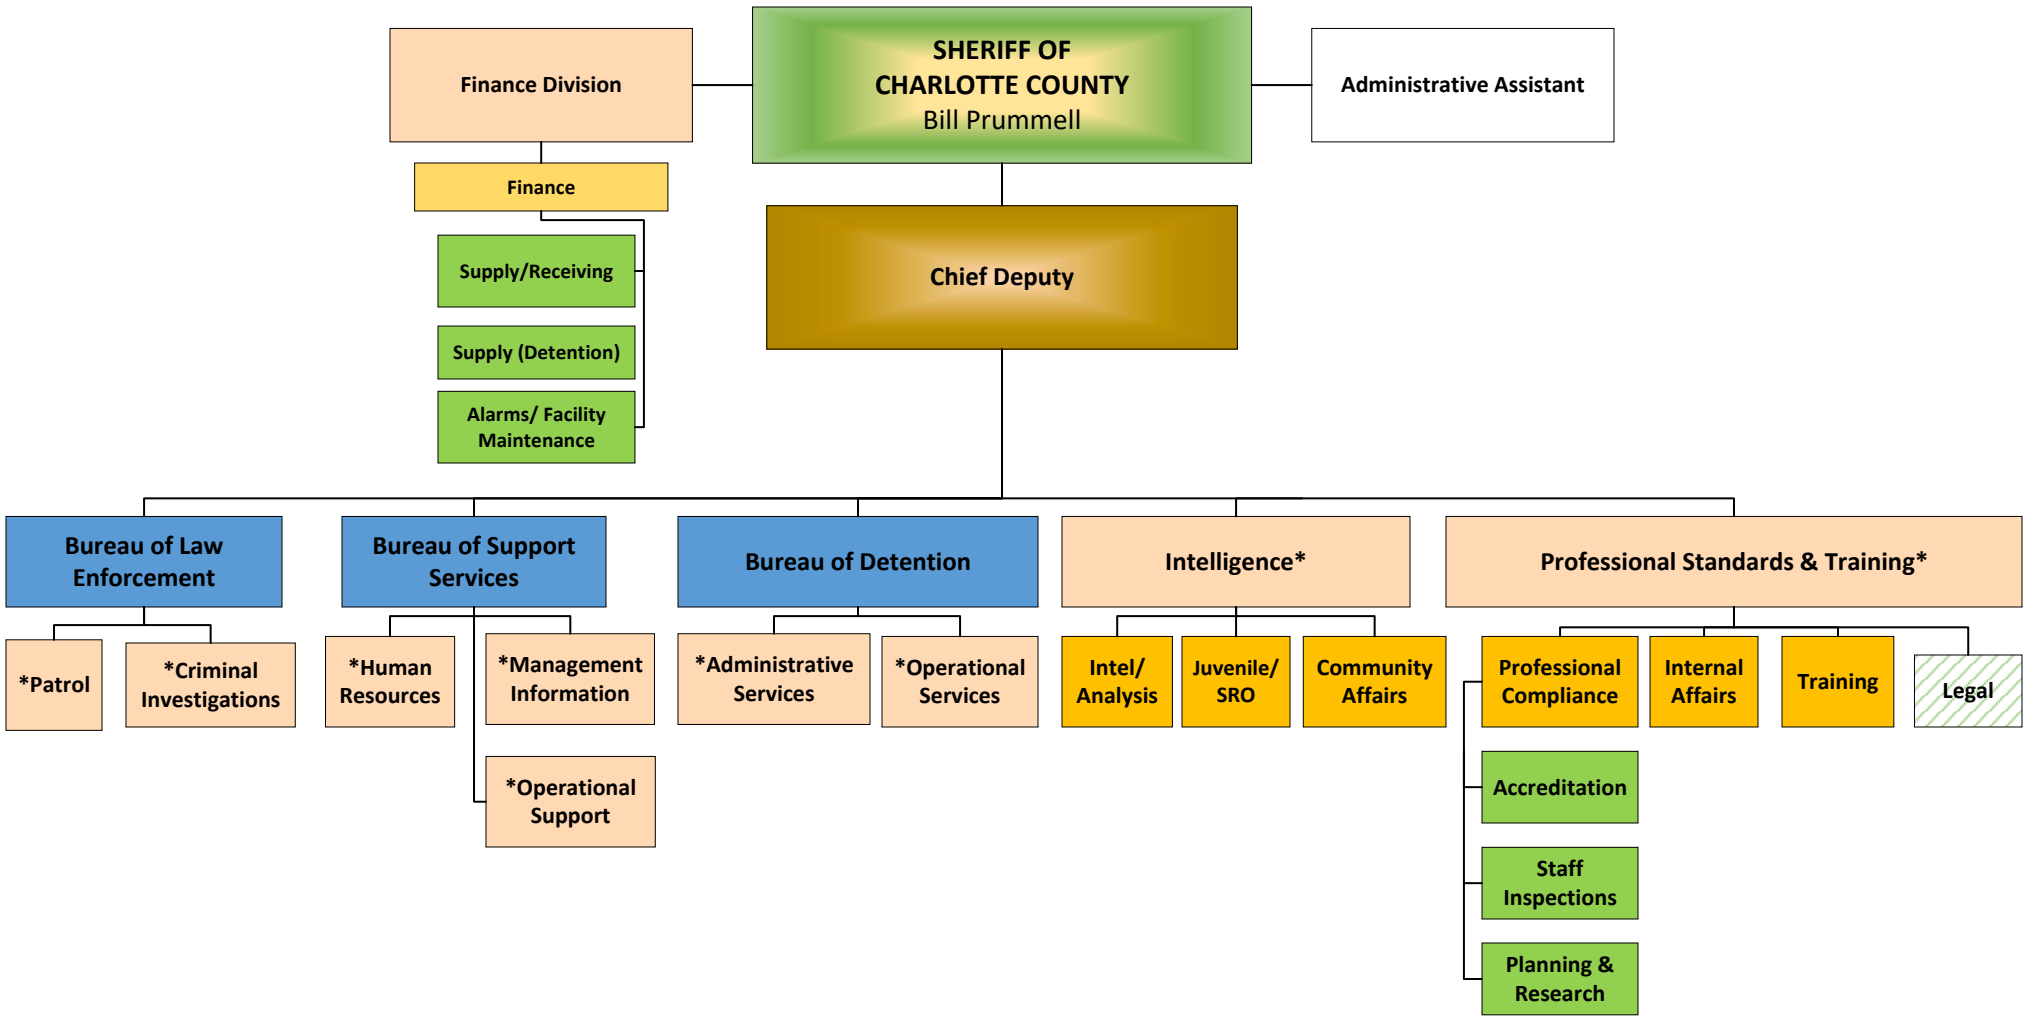 Finance Division
SHERIFF OF
CHARLOTTE COUNTY
Bill Prummell
Administrative Assistant
Finance
Supply/Receiving
Supply (Detention)
Alarms/ Facility
Maintenance
Chief Deputy
Bureau of Law
Enforcement
Bureau of Support
Services
Bureau of Detention
Intelligence*
Professional Standards & Training*
*Patrol
*Criminal
Investigations
*Human
Resources
*Management
Information
*Operational
Support
*Administrative
Services
*Operational
Services
Intel/
Analysis
Juvenile/
SRO
Community
Affairs
Professional
Compliance
Internal
Affairs
Training
Legal
Accreditation
Staff
Inspections
Planning &
Research